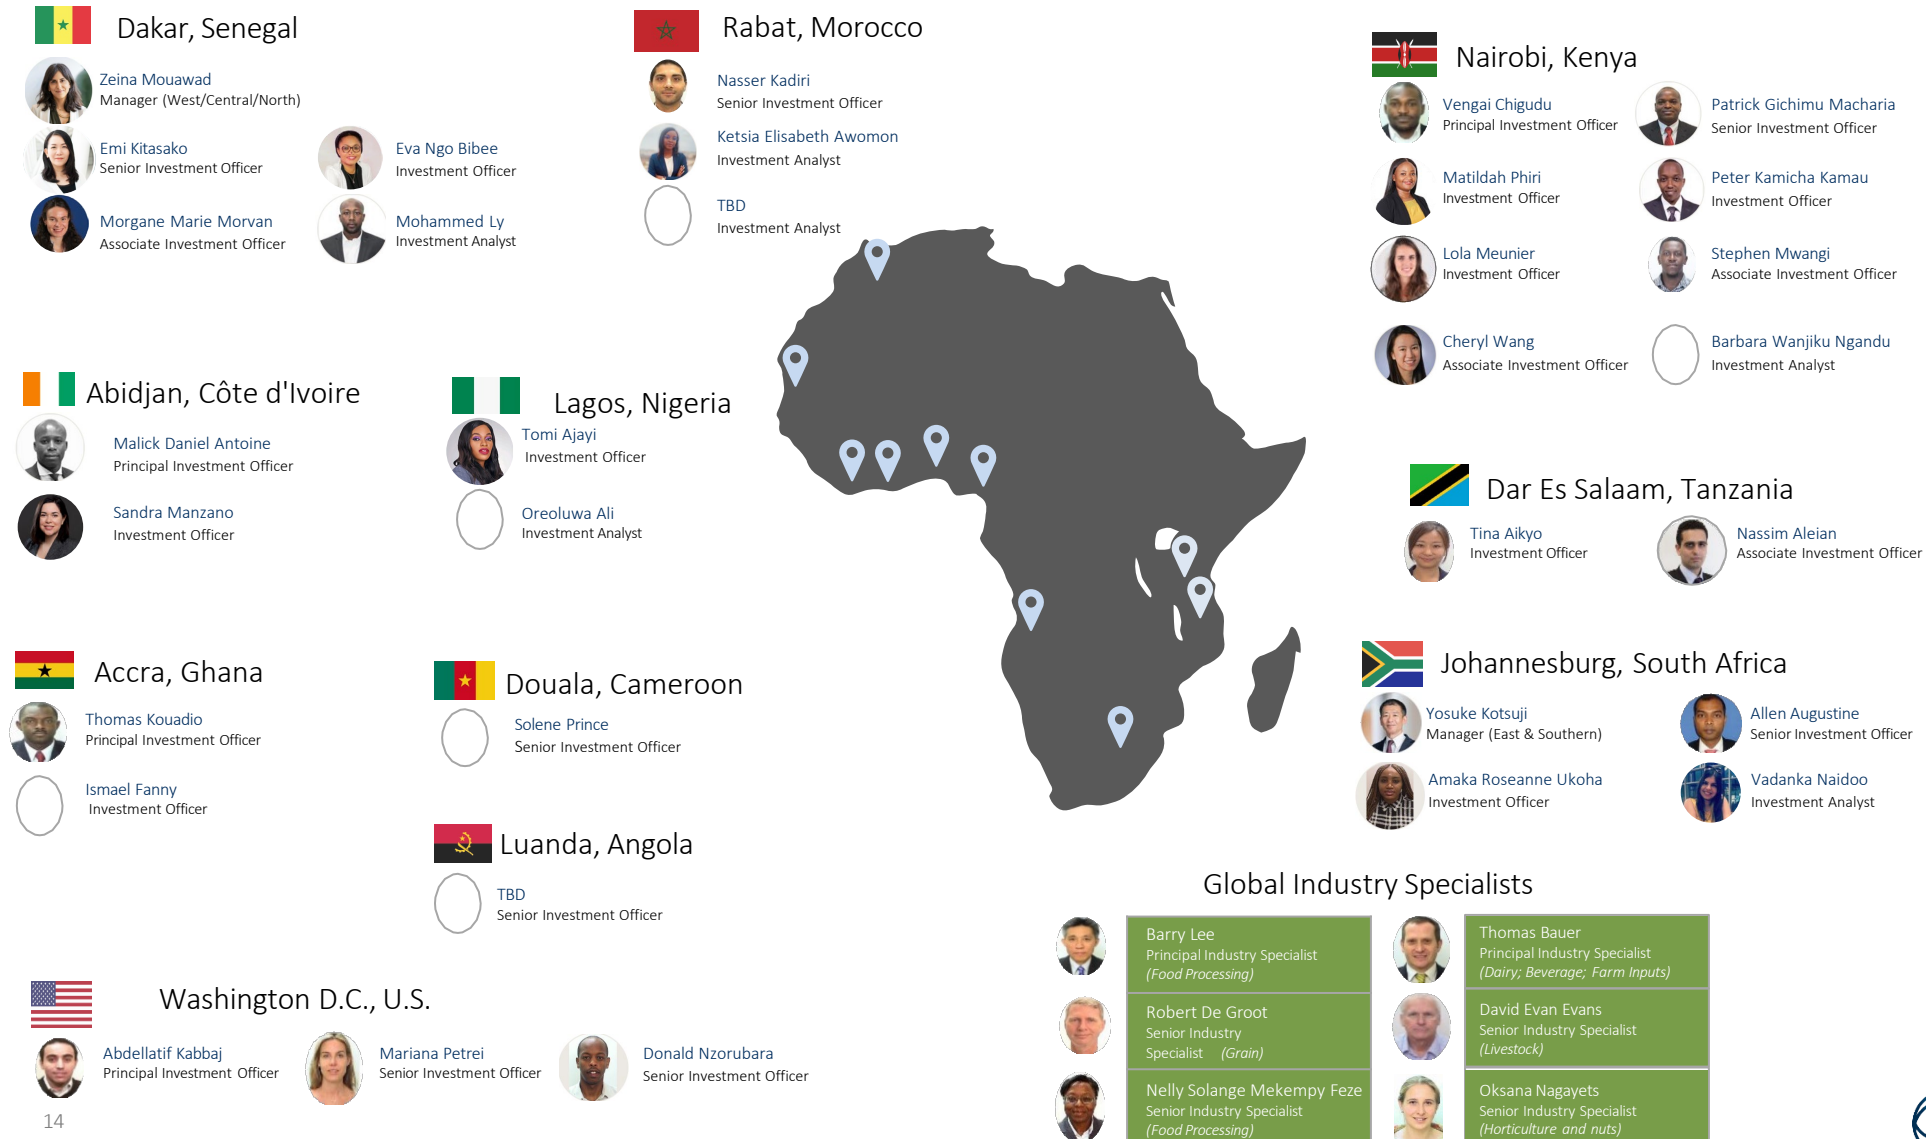 Dakar, Senegal
Zeina Mouawad
Manager (West/Central/North)
Emi Kitasako
Senior Investment Officer
Eva Ngo Bibee
Investment Officer
Morgane Marie Morvan
Associate Investment Officer
Mohammed Ly
Investment Analyst
Rabat, Morocco
Nasser Kadiri
Senior Investment Officer
Ketsia Elisabeth Awomon
Investment Analyst
TBD
Investment Analyst
Nairobi, Kenya
Vengai Chigudu
Principal Investment Officer
Patrick Gichimu Macharia
Senior Investment Officer
Matildah Phiri
Investment Officer
Peter Kamicha Kamau
Investment Officer
Lola Meunier
Investment Officer
Stephen Mwangi
Associate Investment Officer
Cheryl Wang
Associate Investment Officer
Barbara Wanjiku Ngandu
Investment Analyst
Abidjan, Côte d'Ivoire
Malick Daniel Antoine
Principal Investment Officer
Sandra Manzano
Investment Officer
Lagos, Nigeria
Tomi Ajayi
Investment Officer
Oreoluwa Ali
Investment Analyst
Dar Es Salaam, Tanzania
Tina Aikyo
Investment Officer
Nassim Aleian
Associate Investment Officer
Accra, Ghana
Thomas Kouadio
Principal Investment Officer
Ismael Fanny
Investment Officer
Douala, Cameroon
Solene Prince
Senior Investment Officer
Johannesburg, South Africa
Yosuke Kotsuji
Manager (East & Southern)
Allen Augustine
Senior Investment Officer
Amaka Roseanne Ukoha
Investment Officer
Vadanka Naidoo
Investment Analyst
Luanda, Angola
TBD
Senior Investment Officer
Washington D.C., U.S.
Abdellatif Kabbaj
Principal Investment Officer
Mariana Petrei
Senior Investment Officer
Donald Nzorubara
Senior Investment Officer
Global Industry Specialists
Barry Lee
Principal Industry Specialist
(Food Processing)
Thomas Bauer
Principal Industry Specialist
(Dairy; Beverage; Farm Inputs)
Robert De Groot
Senior Industry
Specialist (Grain)
David Evan Evans
Senior Industry Specialist
(Livestock)
Nelly Solange Mekempy Feze
Senior Industry Specialist
(Food Processing)
Oksana Nagayets
Senior Industry Specialist
(Horticulture and nuts)
14